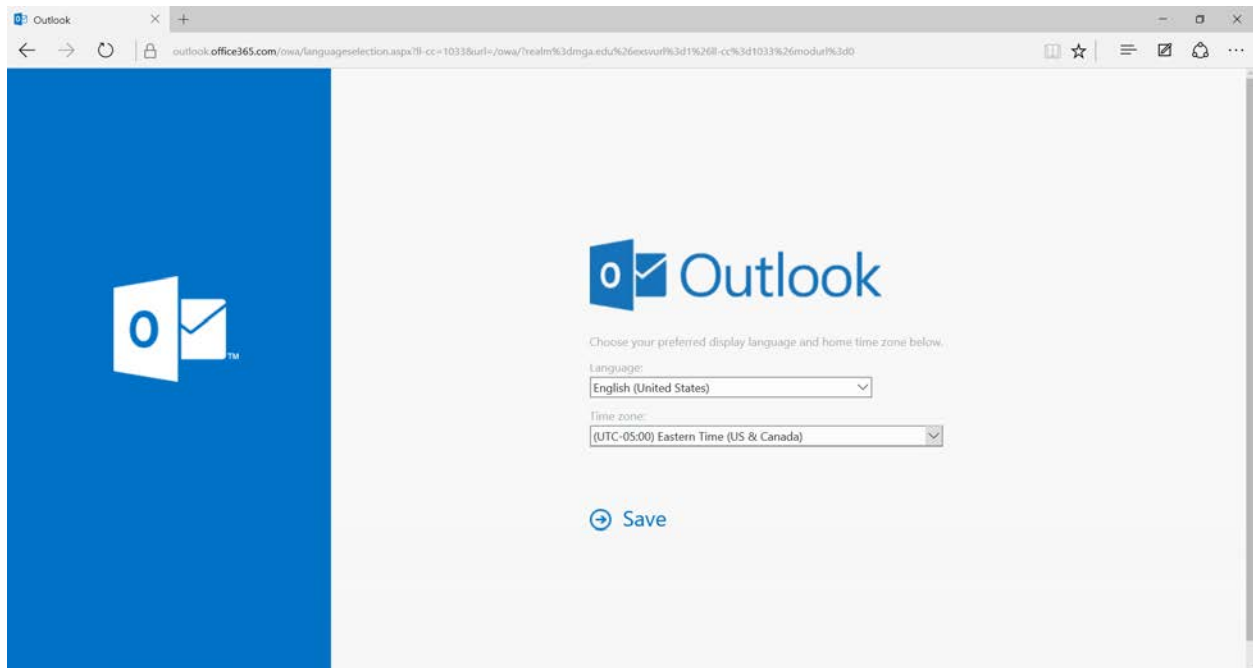 Outlook
outlook.office365.com/owa/languageselection.aspx?ll-cc=1033&url=/owa/?realm%3dmga.edu%26exsvurl%3d1%26ll-cc%3d1033%26modurl%3d0
Outlook
Choose your preferred display language and home time zone below.
Language:
English (United States)
Time zone:
(UTC-05:00) Eastern Time (US & Canada)
Save
O
TM